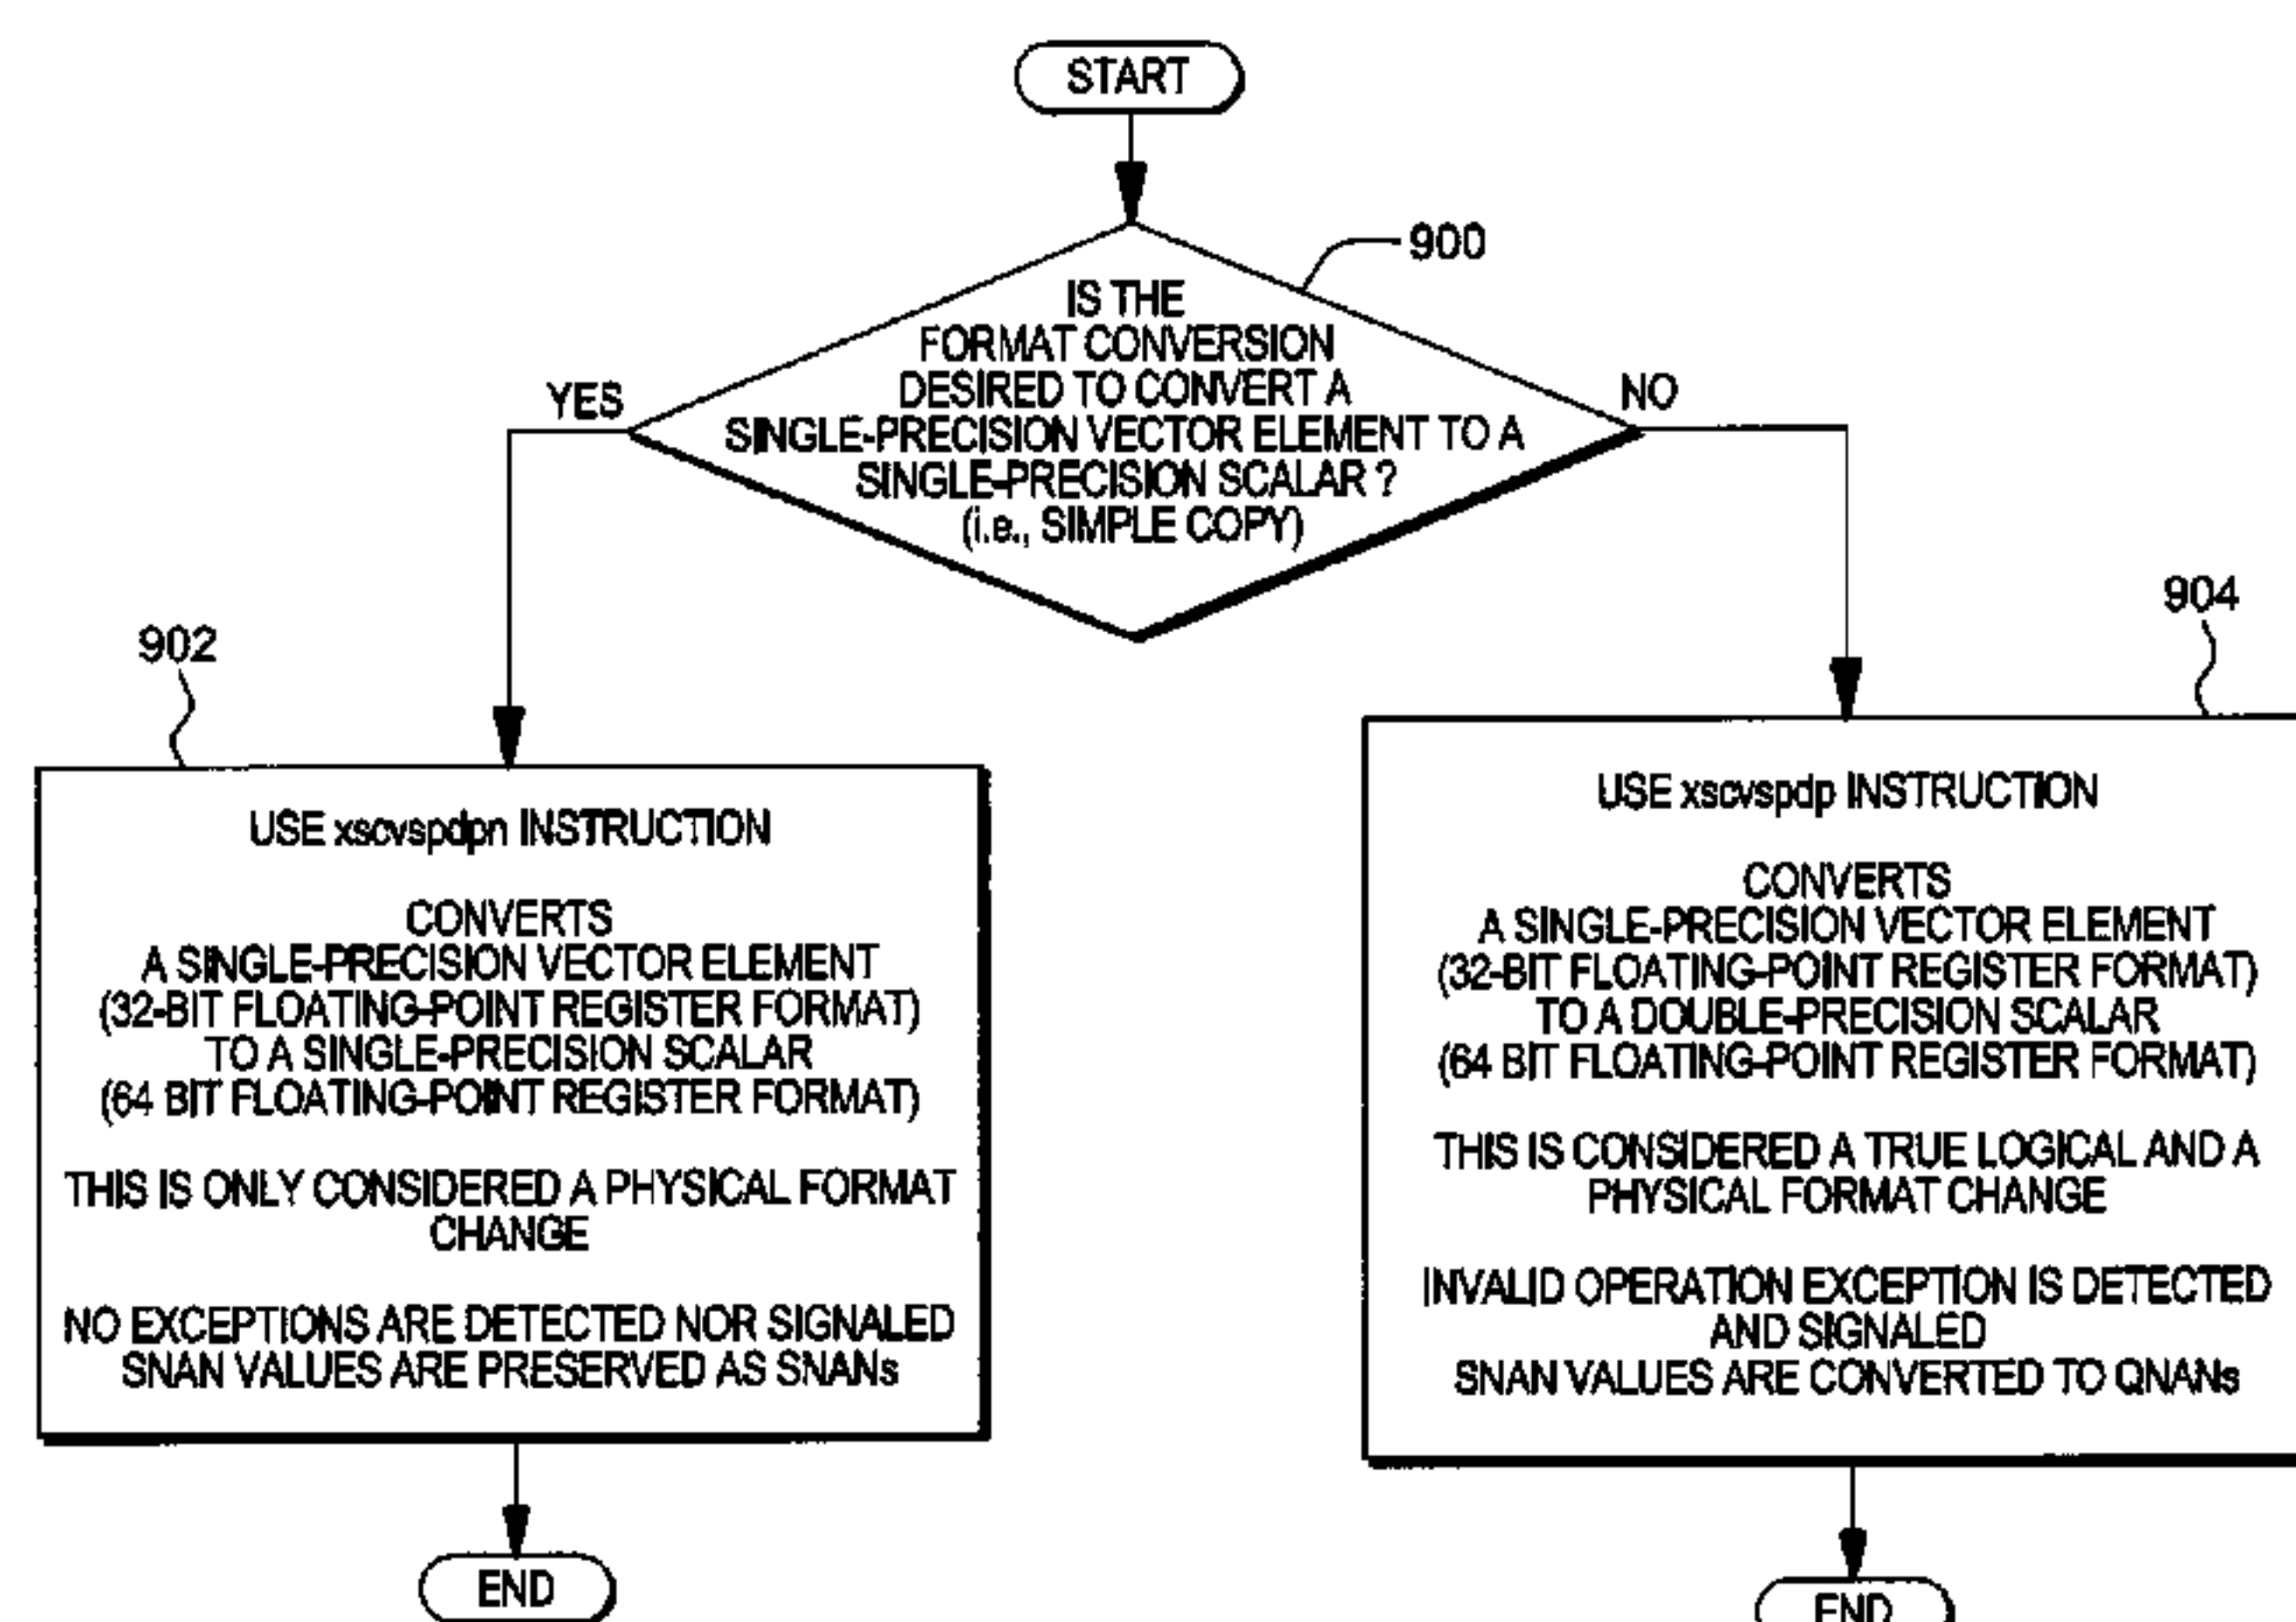 START
900
IS THE
FORMAT CONVERSION
DESIRED TO CONVERT A
SINGLE-PRECISION VECTOR ELEMENT TO A
SINGLE-PRECISION SCALAR ?
(i.e., SIMPLE COPY)
YES
NO
902
USE xscvspdpn INSTRUCTION
CONVERTS
A SINGLE-PRECISION VECTOR ELEMENT
(32-BIT FLOATING-POINT REGISTER FORMAT)
TO A SINGLE-PRECISION SCALAR
(64 BIT FLOATING-POINT REGISTER FORMAT)
THIS IS ONLY CONSIDERED A PHYSICAL FORMAT
CHANGE
NO EXCEPTIONS ARE DETECTED NOR SIGNALED
SNAN VALUES ARE PRESERVED AS SNANs
END
904
USE xscvspdp INSTRUCTION
CONVERTS
A SINGLE-PRECISION VECTOR ELEMENT
(32-BIT FLOATING-POINT REGISTER FORMAT)
TO A DOUBLE-PRECISION SCALAR
(64 BIT FLOATING-POINT REGISTER FORMAT)
THIS IS CONSIDERED A TRUE LOGICAL AND A
PHYSICAL FORMAT CHANGE
INVALID OPERATION EXCEPTION IS DETECTED
AND SIGNALED
SNAN VALUES ARE CONVERTED TO QNANs
END